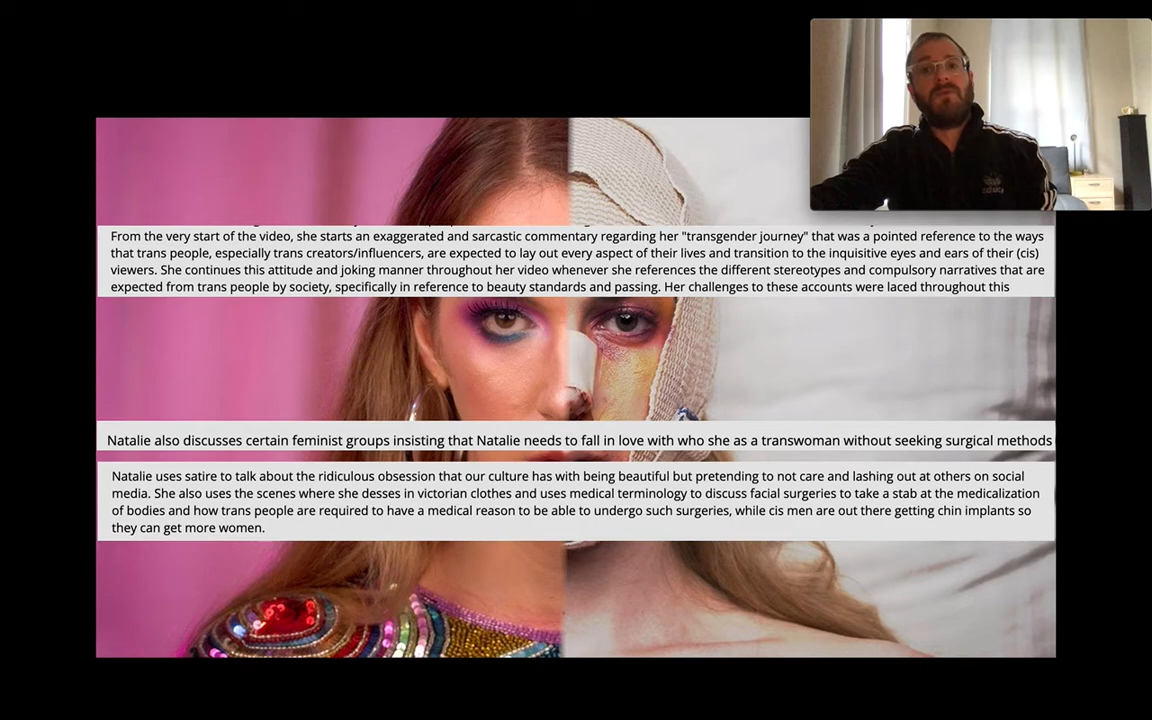 From the very start of the video, she starts an exaggerated and sarcastic commentary regarding her "transgender journey" that was a pointed reference to the ways
that trans people, especially trans creators/influencers, are expected to lay out every aspect of their lives and transition to the inquisitive eyes and ears of their (cis)
viewers. She continues this attitude and joking manner throughout her video whenever she references the different stereotypes and compulsory narratives that are
expected from trans people by society, specifically in reference to beauty standards and passing. Her challenges to these accounts were laced throughout this
Natalie also discusses certain feminist groups insisting that Natalie needs to fall in love with who she as a transwoman without seeking surgical methods
Natalie uses satire to talk about the ridiculous obsession that our culture has with being beautiful but pretending to not care and lashing out at others on social
media. She also uses the scenes where she desses in victorian clothes and uses medical terminology to discuss facial surgeries to take a stab at the medicalization
of bodies and how trans people are required to have a medical reason to be able to undergo such surgeries, while cis men are out there getting chin implants so
they can get more women.